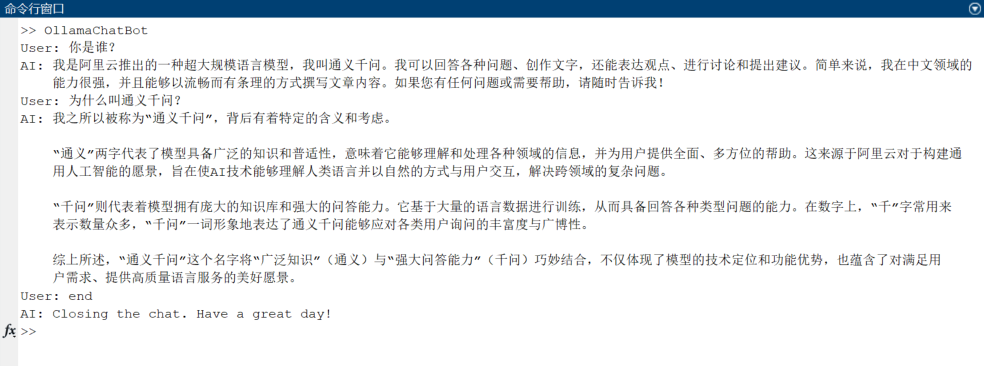 命令行窗口
>> OllamaChatBot
User: 你是谁?
AI: 我是阿里云推出的一种超大规模语言模型，我叫通义千问。我可以回答各种问题、创作文字，还能表达观点、进行讨论和提出建议。简单来说，我在中文领域的
能力很强，并且能够以流畅而有条理的方式撰写文章内容。如果您有任何问题或需要帮助，请随时告诉我！
User: 为什么叫通义千问?
AI: 我之所以被称为“通义千问”，背后有着特定的含义和考虑。
“通义”两字代表了模型具备广泛的知识和普适性，意味着它能够理解和处理各种领域的信息，并为用户提供全面、多方位的帮助。这来源于阿里云对于构建通
用人工智能的愿景，旨在使AI技术能够理解人类语言并以自然的方式与用户交互，解决跨领域的复杂问题。
“千问”则代表着模型拥有庞大的知识库和强大的问答能力。它基于大量的语言数据进行训练，从而具备回答各种类型问题的能力。在数字上，“千”字常用来
表示数量众多，“千问”一词形象地表达了通义千问能够应对各类用户询问的丰富度与广博性。
综上所述，“通义千问”这个名字将“广泛知识”（通义）与“强大问答能力”（千问）巧妙结合，不仅体现了模型的技术定位和功能优势，也蕴含了对满足用
户需求、提供高质量语言服务的美好愿景。
User: end
AI: Closing the chat. Have a great day!
fx >>